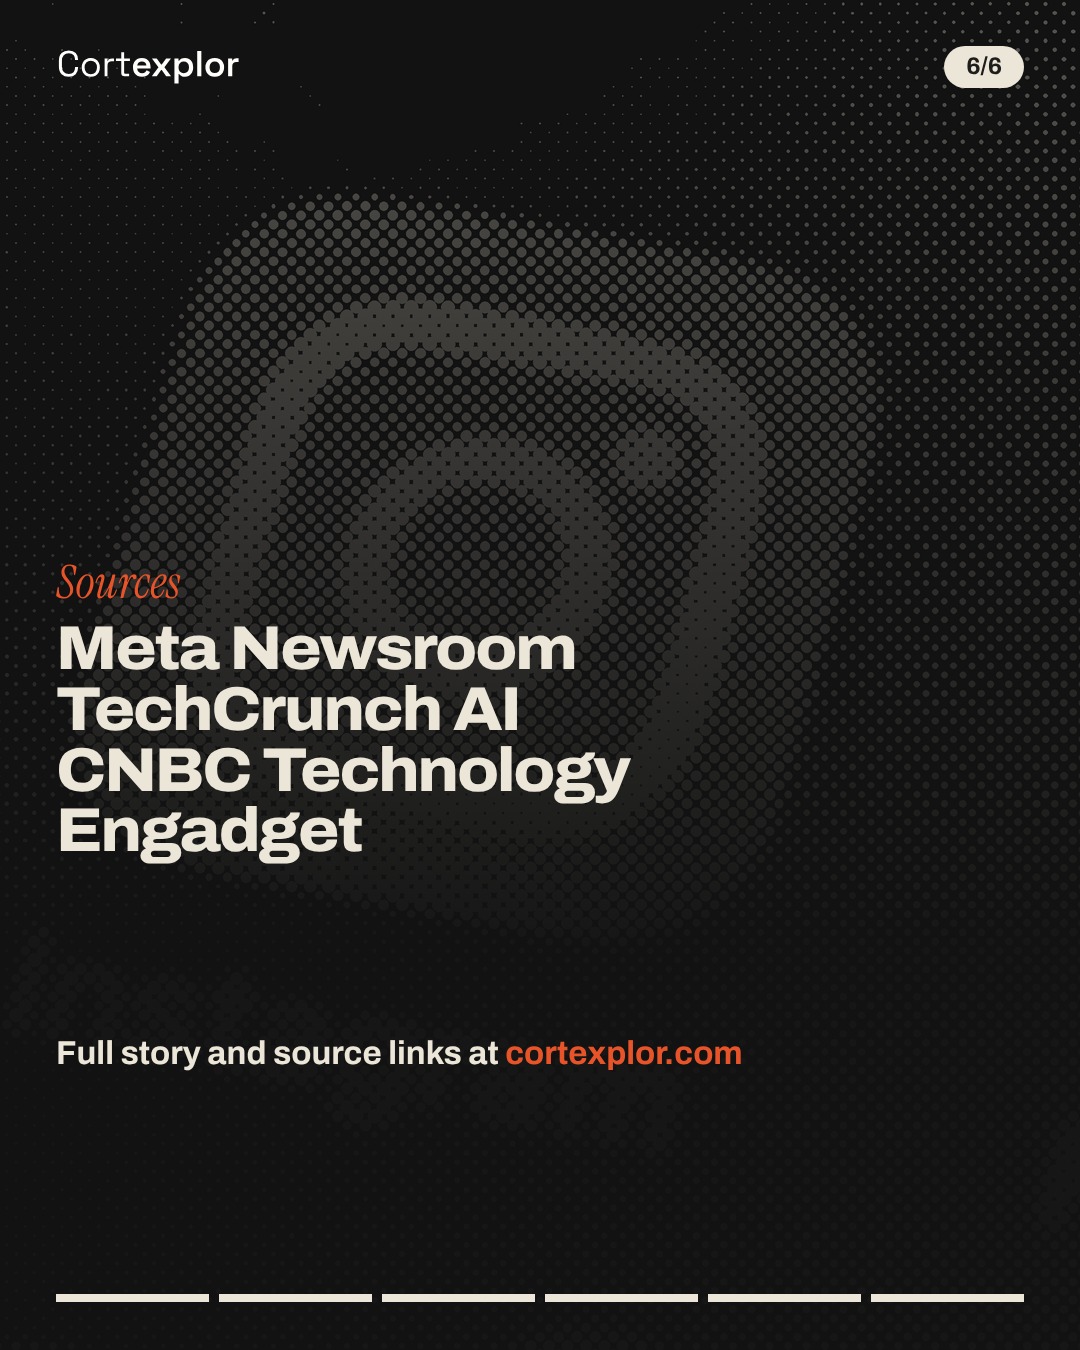 Cortexplor
6/6
Sources
Meta Newsroom
TechCrunch AI
CNBC Technology
Engadget
Full story and source links at cortexplor.com